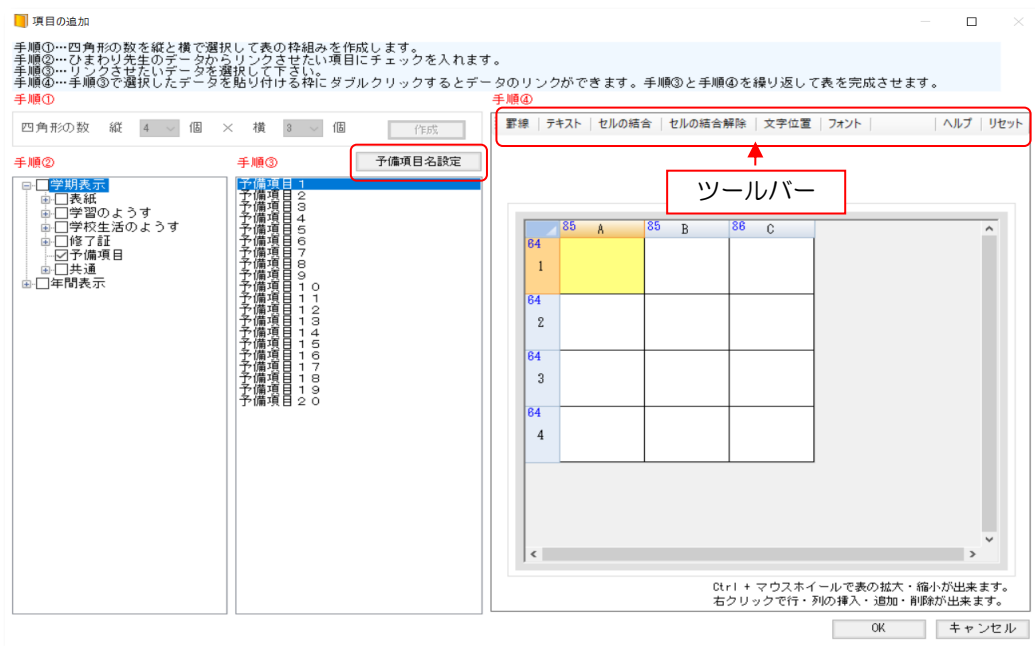 項目の追加
手順①…四角形の数を縦と横で選択して表の枠組みを作成します。
手順②…ひまわり先生のデータからリンクさせたい項目にチェックを入れます。
手順③…リンクさせたいデータを選択して下さい。
手順④…手順③で選択したデータを貼り付ける枠にダブルクリックするとデータのリンクができます。手順③と手順④を繰り返して表を完成させます。
手順①
四角形の数 縦 4 個 × 横 3 個 作成
手順②
学期表示
表紙
学習のようす
学校生活のようす
修了証
予備項目
共通
年間表示
手順③
予備項目名設定
予備項目1
予備項目2
予備項目3
予備項目4
予備項目5
予備項目6
予備項目7
予備項目8
予備項目9
予備項目10
予備項目11
予備項目12
予備項目13
予備項目14
予備項目15
予備項目16
予備項目17
予備項目18
予備項目19
予備項目20
手順④
罫線 テキスト セルの結合 セルの結合解除 文字位置 フォント ヘルプ リセット
ツールバー
85 A 85 B 86 C
64
1
64
2
64
3
64
4
Ctrl + マウスホイールで表の拡大・縮小が出来ます。
右クリックで行・列の挿入・追加・削除が出来ます。
OK キャンセル